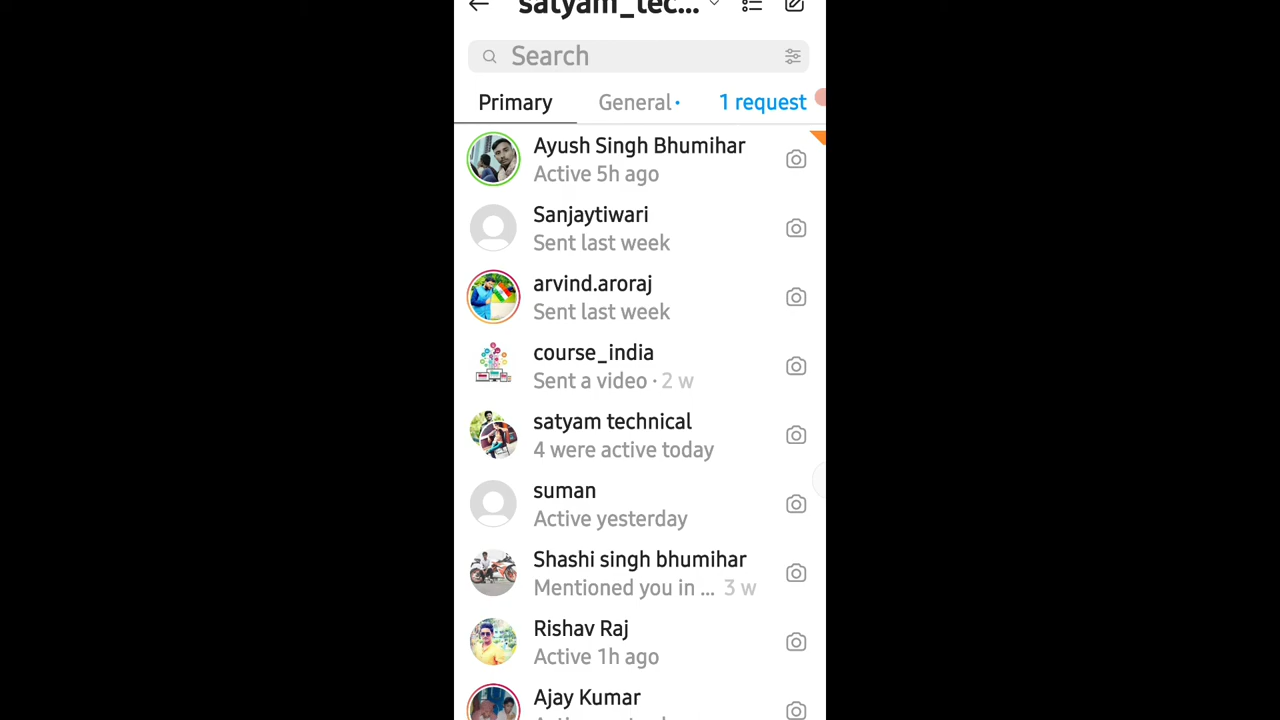 satyam_tec...
Search
Primary General 1 request
Ayush Singh Bhumihar
Active 5h ago
Sanjaytiwari
Sent last week
arvind.aroraj
Sent last week
course_india
Sent a video · 2 w
satyam technical
4 were active today
suman
Active yesterday
Shashi singh bhumihar
Mentioned you in ... 3 w
Rishav Raj
Active 1h ago
Ajay Kumar